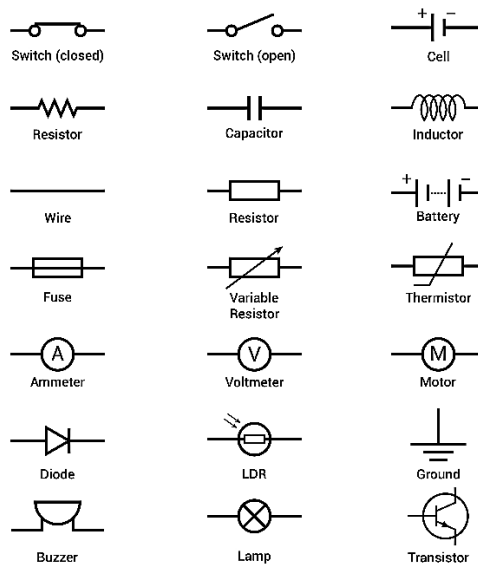 Switch (closed)
Switch (open)
+ −
Cell
Resistor
Capacitor
Inductor
Wire
Resistor
+ −
Battery
Fuse
Variable
Resistor
Thermistor
A
Ammeter
V
Voltmeter
M
Motor
Diode
LDR
Ground
Buzzer
Lamp
Transistor